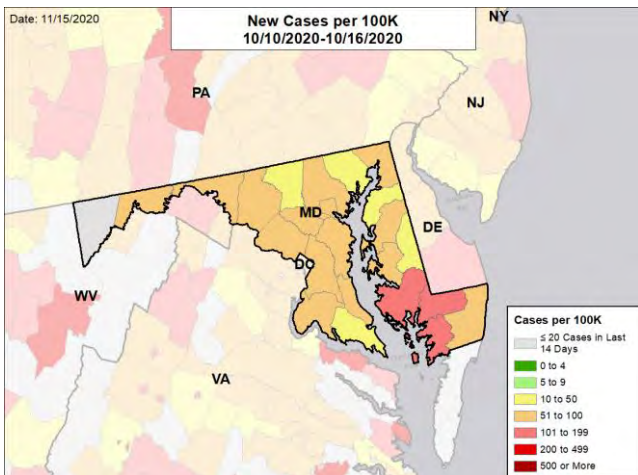 Date: 11/15/2020
New Cases per 100K
10/10/2020-10/16/2020
NY
PA
NJ
MD
DE
DC
WV
VA
Cases per 100K
≤ 20 Cases in Last
14 Days
0 to 4
5 to 9
10 to 50
51 to 100
101 to 199
200 to 499
500 or More